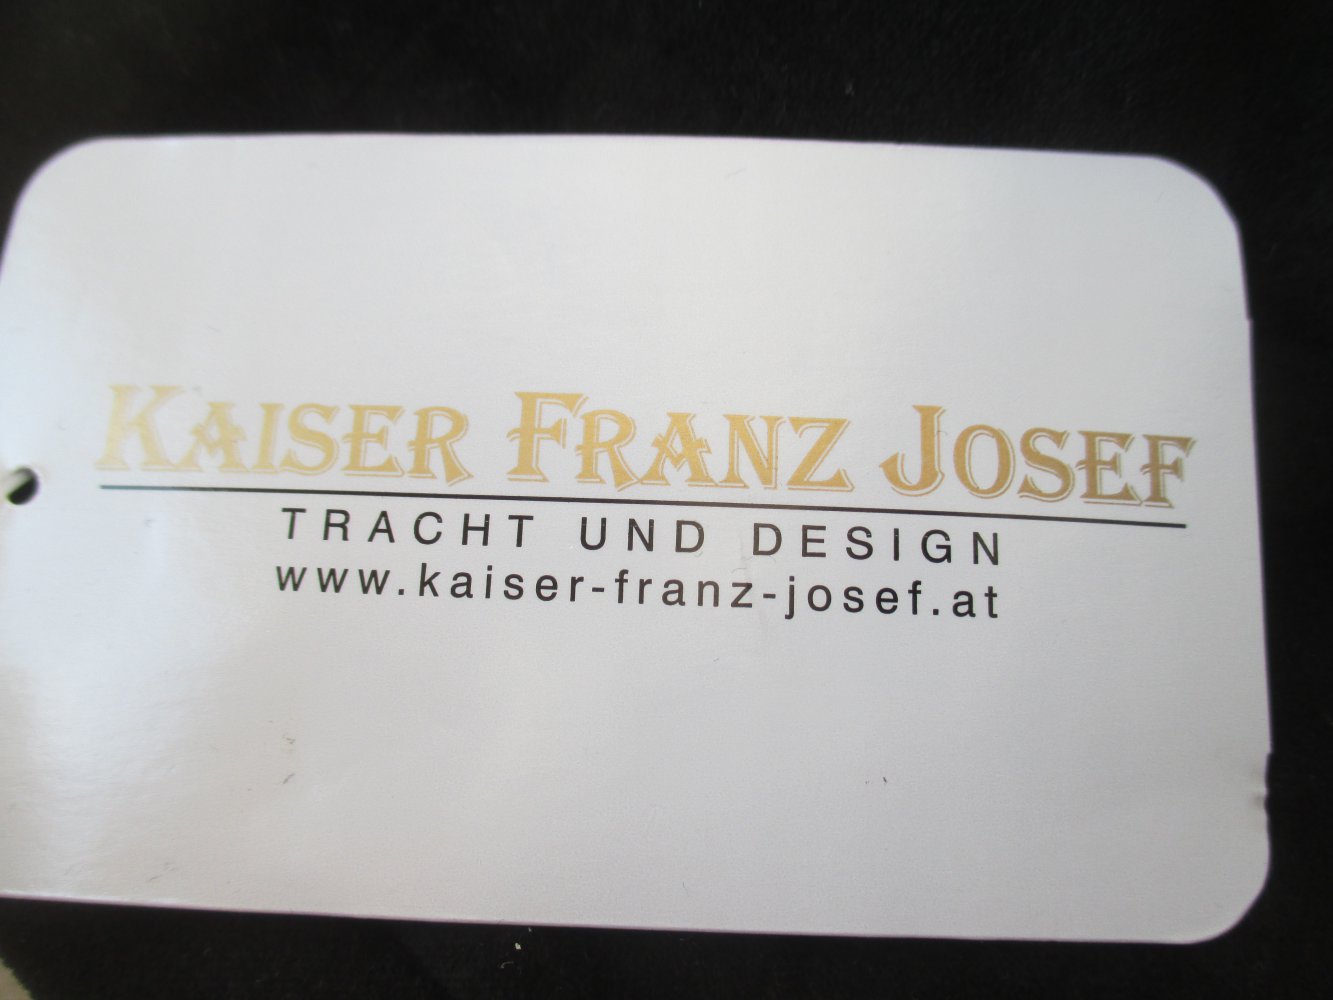 KAISER FRANZ JOSEF
TRACHT UND DESIGN
www.kaiser-franz-josef.at